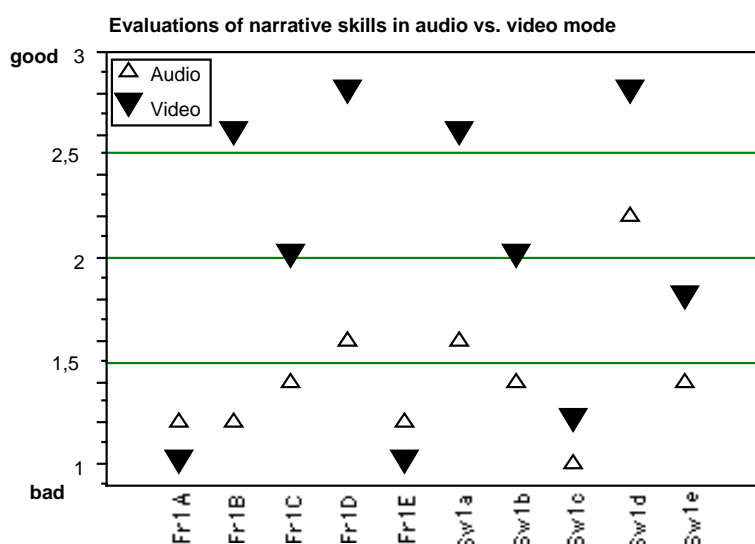 Evaluations of narrative skills in audio vs. video mode
good
3
Audio
Video
2,5
2
1,5
1
bad
Fr1A
Fr1B
Fr1C
Fr1D
Fr1E
Sw1a
Sw1b
Sw1c
Sw1d
Sw1e